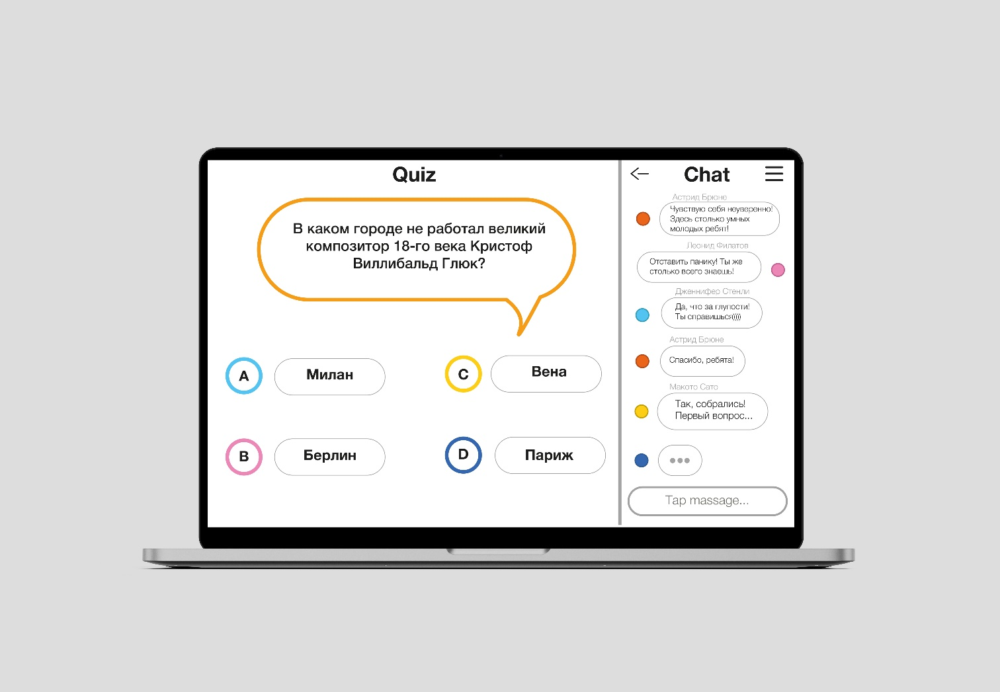 Quiz
В каком городе не работал великий
композитор 18-го века Кристоф
Виллибальд Глюк?
A
Милан
C
Вена
B
Берлин
D
Париж
Chat
Астрид Брюне
Чувствую себя неуверенно!
Здесь столько умных
молодых ребят!
Леонид Филатов
Отставить панику! Ты же
столько всего знаешь!
Дженнифер Стенли
Да, что за глупости!
Ты справишься))))
Астрид Брюне
Спасибо, ребята!
Макото Сато
Так, собрались!
Первый вопрос...
Tap massage...